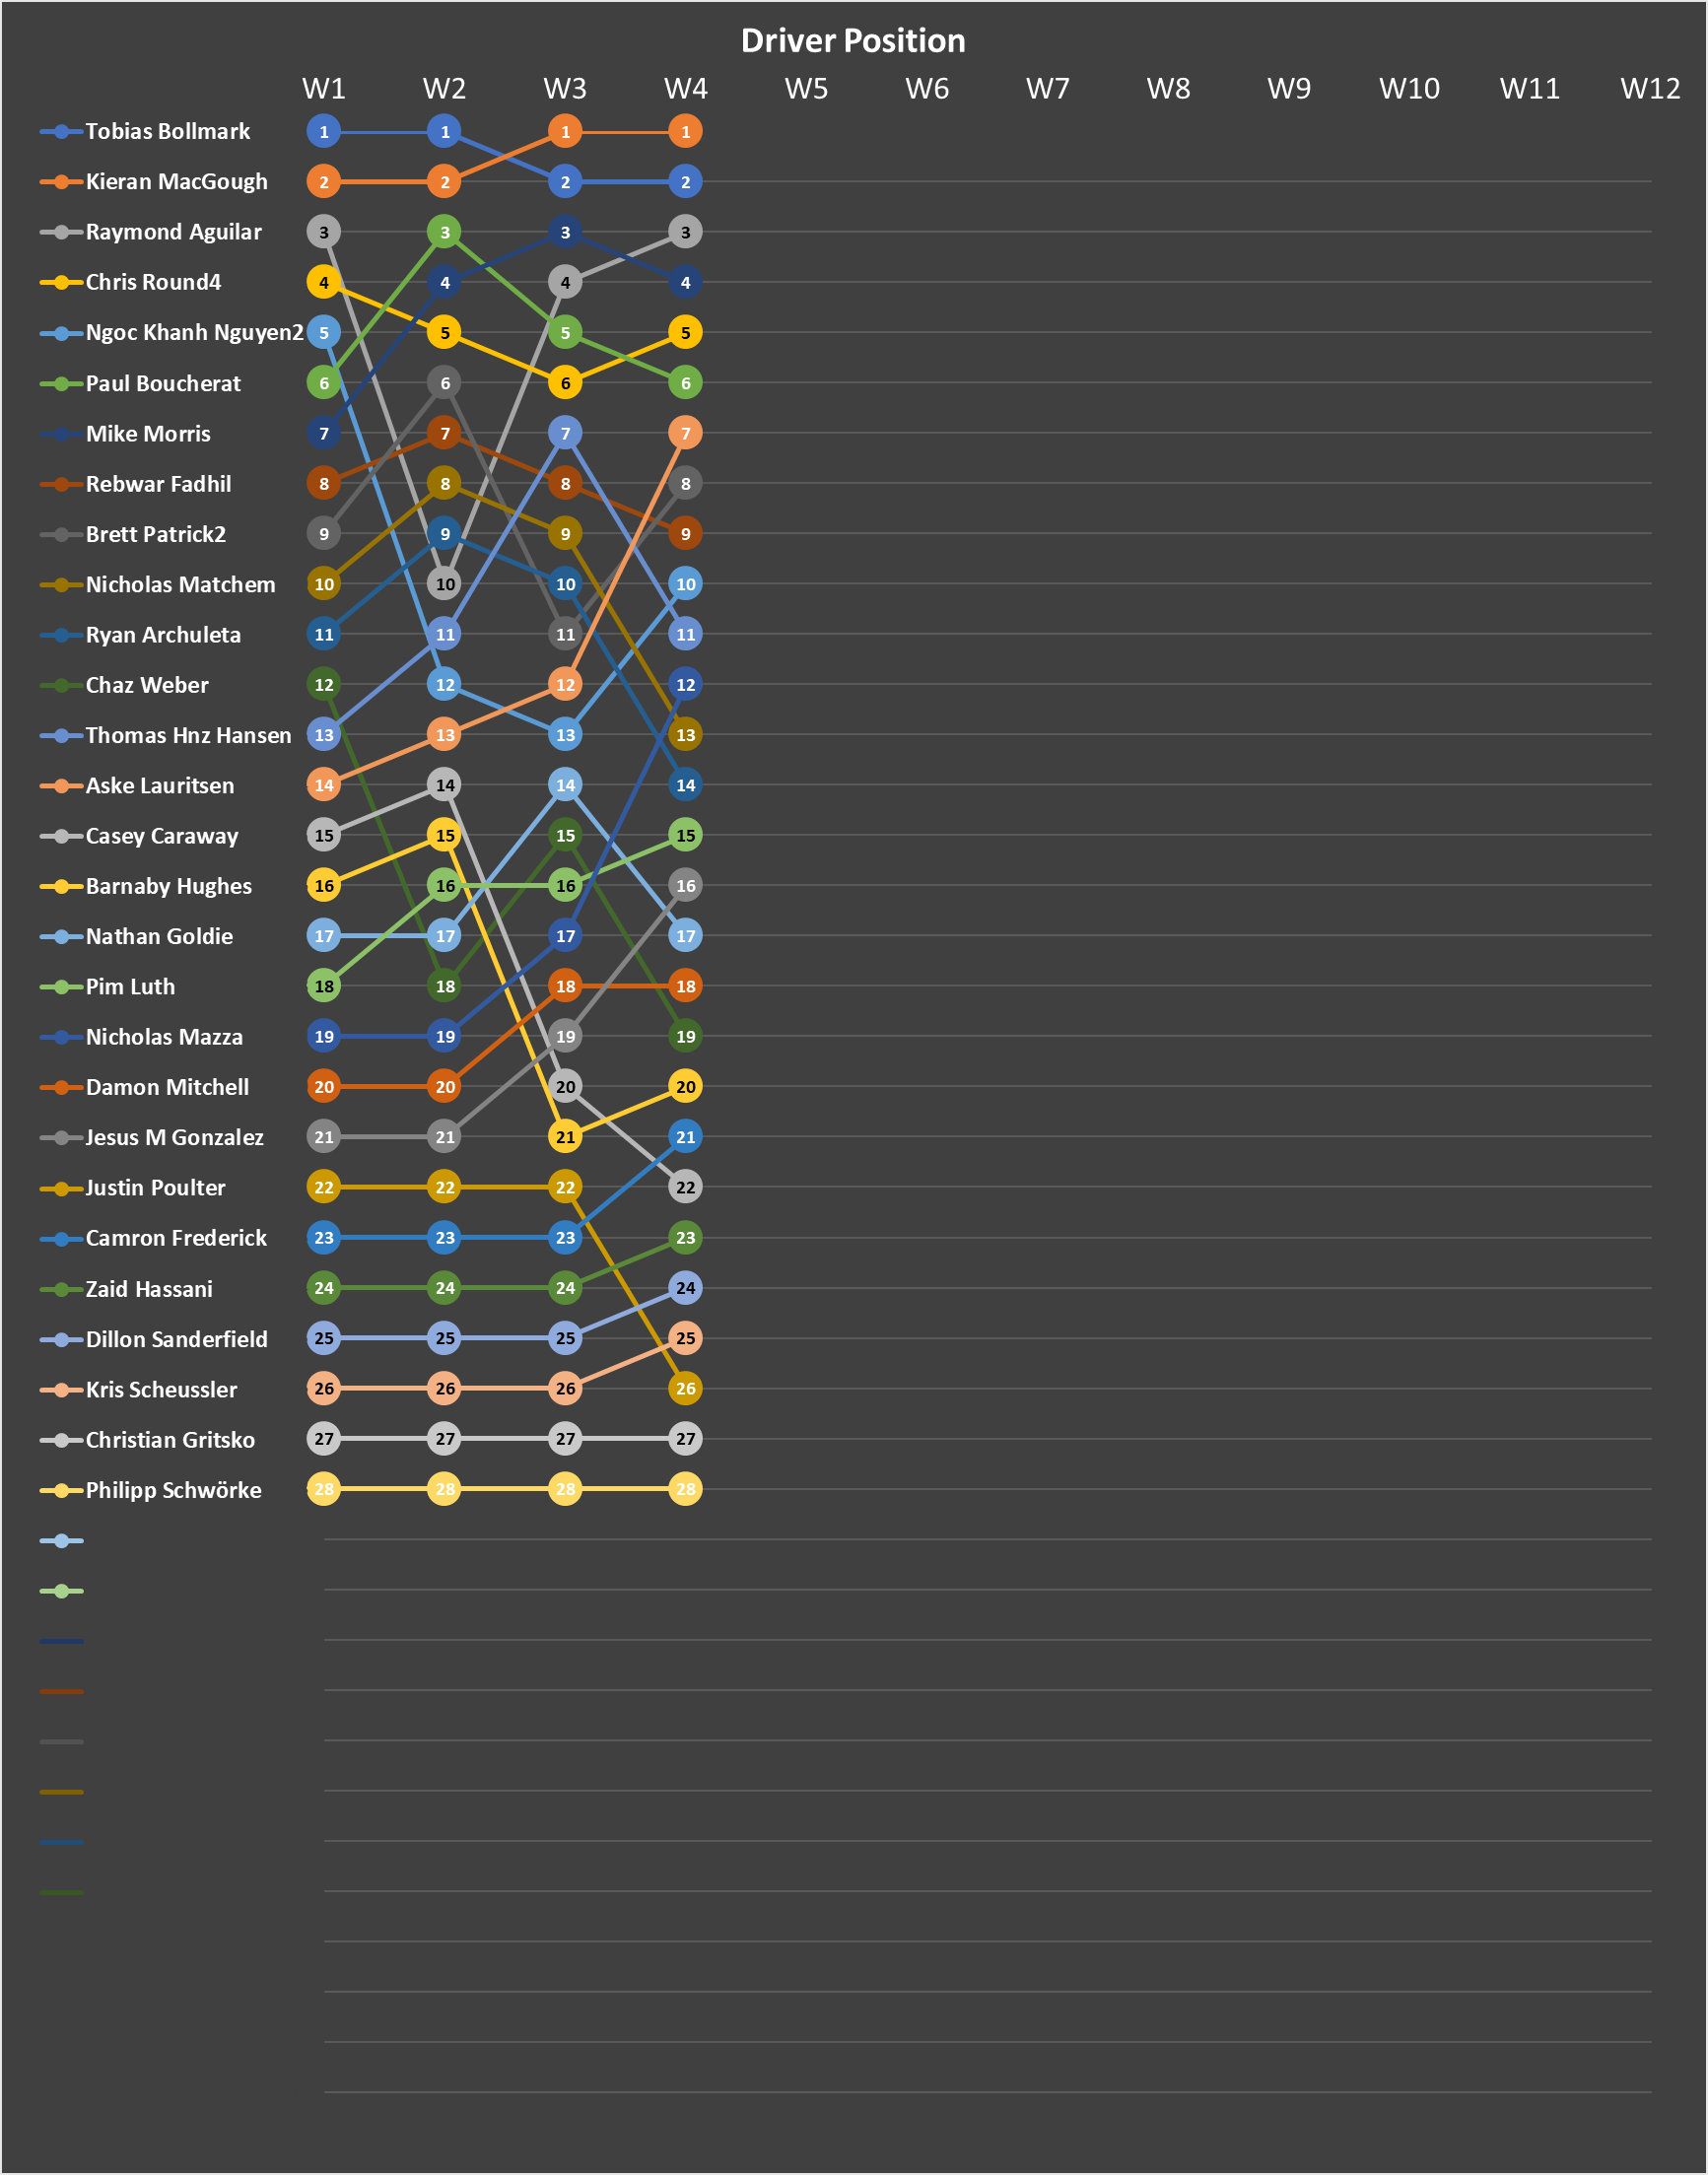 Driver Position
W1 W2 W3 W4 W5 W6 W7 W8 W9 W10 W11 W12
Tobias Bollmark 1 1 1 1
Kieran MacGough 2 2 2 2
Raymond Aguilar 3 3 3 3
Chris Round4 4 4 4 4
Ngoc Khanh Nguyen2 5 5 5 5
Paul Boucherat 6 6 6 6
Mike Morris 7 7 7 7
Rebwar Fadhil 8 8 8 8
Brett Patrick2 9 9 9 9
Nicholas Matchem 10 10 10 10
Ryan Archuleta 11 11 11 11
Chaz Weber 12 12 12 12
Thomas Hnz Hansen 13 13 13 13
Aske Lauritsen 14 14 14 14
Casey Caraway 15 15 15 15
Barnaby Hughes 16 16 16 16
Nathan Goldie 17 17 17 17
Pim Luth 18 18 18 18
Nicholas Mazza 19 19 19 19
Damon Mitchell 20 20 20 20
Jesus M Gonzalez 21 21 21 21
Justin Poulter 22 22 22 22
Camron Frederick 23 23 23 23
Zaid Hassani 24 24 24 24
Dillon Sanderfield 25 25 25 25
Kris Scheussler 26 26 26 26
Christian Gritsko 27 27 27 27
Philipp Schwörke 28 28 28 28